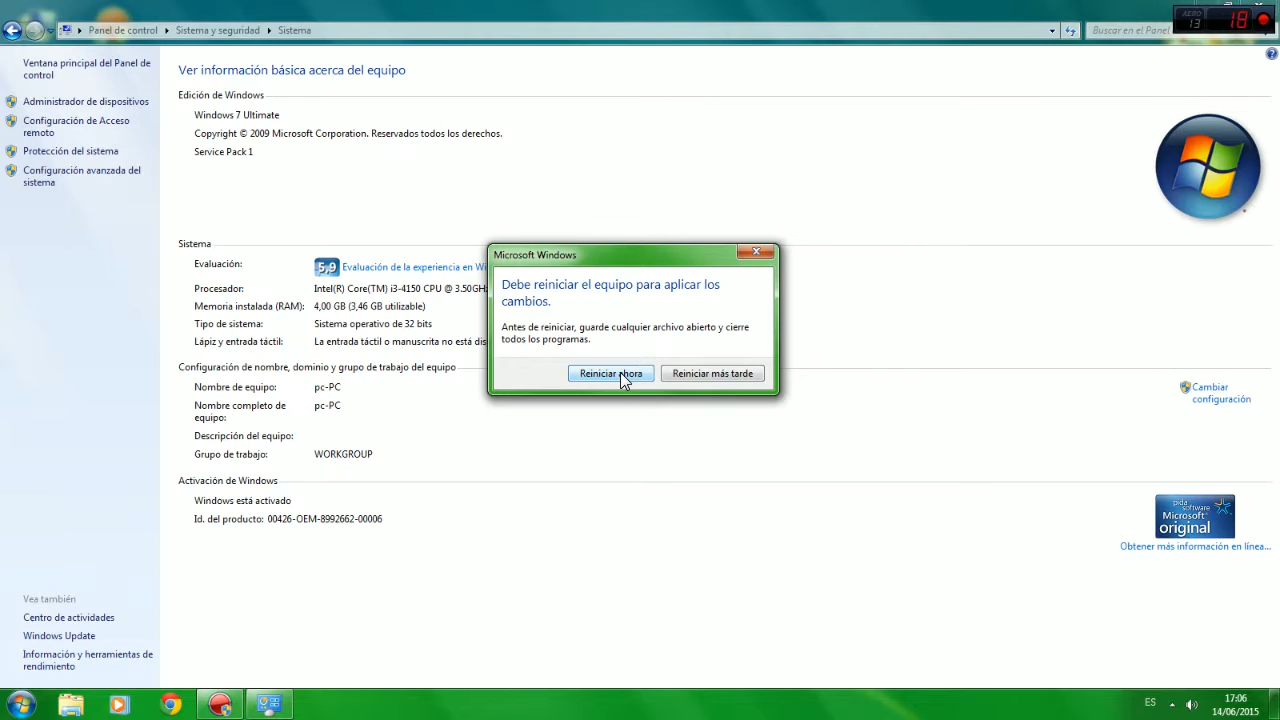 Panel de control
Sistema y seguridad
Sistema
Buscar en el Panel
AERO
13
18
Ventana principal del Panel de
control
Administrador de dispositivos
Configuración de Acceso
remoto
Protección del sistema
Configuración avanzada del
sistema
Vea también
Centro de actividades
Windows Update
Información y herramientas de
rendimiento
Ver información básica acerca del equipo
Edición de Windows
Windows 7 Ultimate
Copyright © 2009 Microsoft Corporation. Reservados todos los derechos.
Service Pack 1
Sistema
Evaluación:
5,9 Evaluación de la experiencia en Wi
Procesador:
Intel(R) Core(TM) i3-4150 CPU @ 3.50GH
Memoria instalada (RAM):
4,00 GB (3,46 GB utilizable)
Tipo de sistema:
Sistema operativo de 32 bits
Lápiz y entrada táctil:
La entrada táctil o manuscrita no está dis
Configuración de nombre, dominio y grupo de trabajo del equipo
Nombre de equipo:
pc-PC
Cambiar
configuración
Nombre completo de
equipo:
pc-PC
Descripción del equipo:
Grupo de trabajo:
WORKGROUP
Activación de Windows
Windows está activado
Id. del producto: 00426-OEM-8992662-00006
pida
software
Microsoft
original
Obtener más información en línea...
Microsoft Windows
Debe reiniciar el equipo para aplicar los
cambios.
Antes de reiniciar, guarde cualquier archivo abierto y cierre
todos los programas.
Reiniciar ahora
Reiniciar más tarde
ES
17:06
14/06/2015